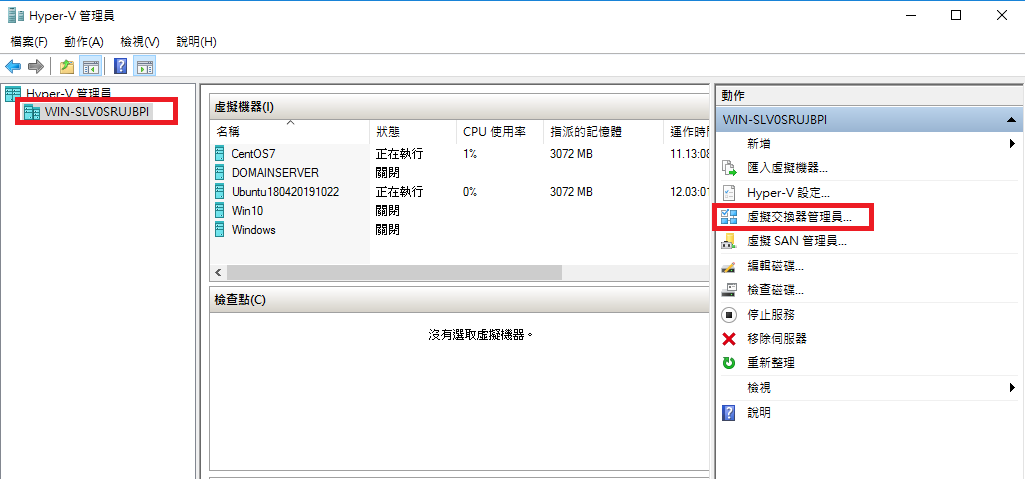 Hyper-V 管理員
檔案(F) 動作(A) 檢視(V) 說明(H)
Hyper-V 管理員
WIN-SLV0SRUJBPI
虛擬機器(I)
名稱 狀態 CPU 使用率 指派的記憶體 運作時間
CentOS7 正在執行 1% 3072 MB 11.13:08
DOMAINSERVER 關閉
Ubuntu180420191022 正在執行 0% 3072 MB 12.03:01
Win10 關閉
Windows 關閉
檢查點(C)
沒有選取虛擬機器。
動作
WIN-SLV0SRUJBPI
新增
匯入虛擬機器...
Hyper-V 設定...
虛擬交換器管理員...
虛擬 SAN 管理員...
編輯磁碟...
檢查磁碟...
停止服務
移除伺服器
重新整理
檢視
說明